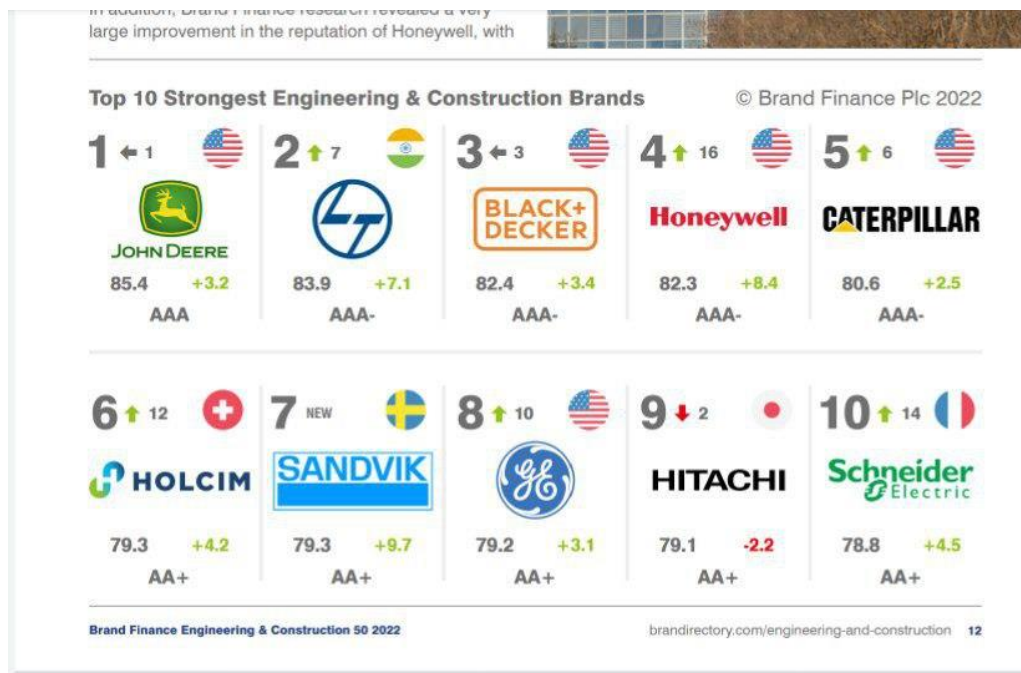 In addition, Brand Finance research revealed a very
large improvement in the reputation of Honeywell, with
Top 10 Strongest Engineering & Construction Brands © Brand Finance Plc 2022
1 1 2 7 3 3 4 16 5 6
JOHN DEERE LT BLACK+ DECKER Honeywell CATERPILLAR
85.4 +3.2 83.9 +7.1 82.4 +3.4 82.3 +8.4 80.6 +2.5
AAA AAA- AAA- AAA- AAA-
6 12 7 NEW 8 10 9 2 10 14
HOLCIM SANDVIK GE HITACHI Schneider Electric
79.3 +4.2 79.3 +9.7 79.2 +3.1 79.1 -2.2 78.8 +4.5
AA+ AA+ AA+ AA+ AA+
Brand Finance Engineering & Construction 50 2022 brandirectory.com/engineering-and-construction 12